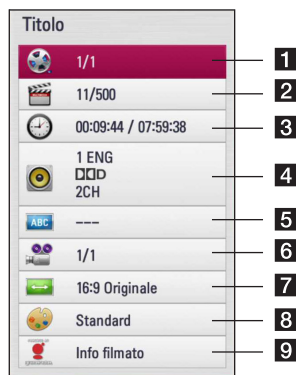 Titolo
1/1 1
11/500 2
00:09:44 / 07:59:38 3
1 ENG
DD D
2CH 4
ABC --- 5
1/1 6
16:9 Originale 7
Standard 8
Info filmato 9